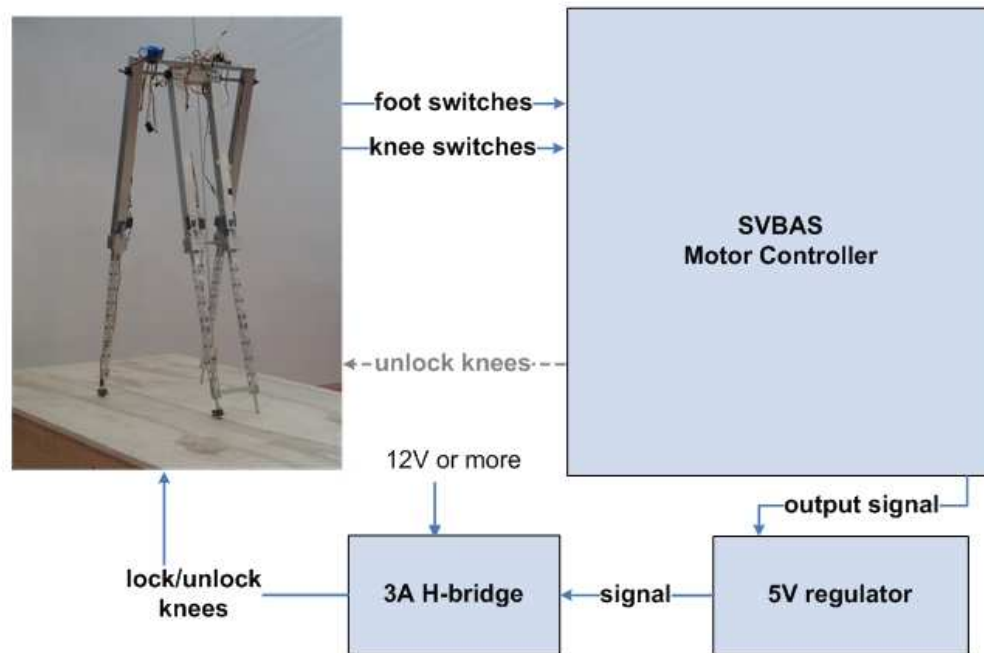 foot switches
knee switches
SVBAS
Motor Controller
unlock knees
12V or more
output signal
lock/unlock
knees
3A H-bridge
signal
5V regulator